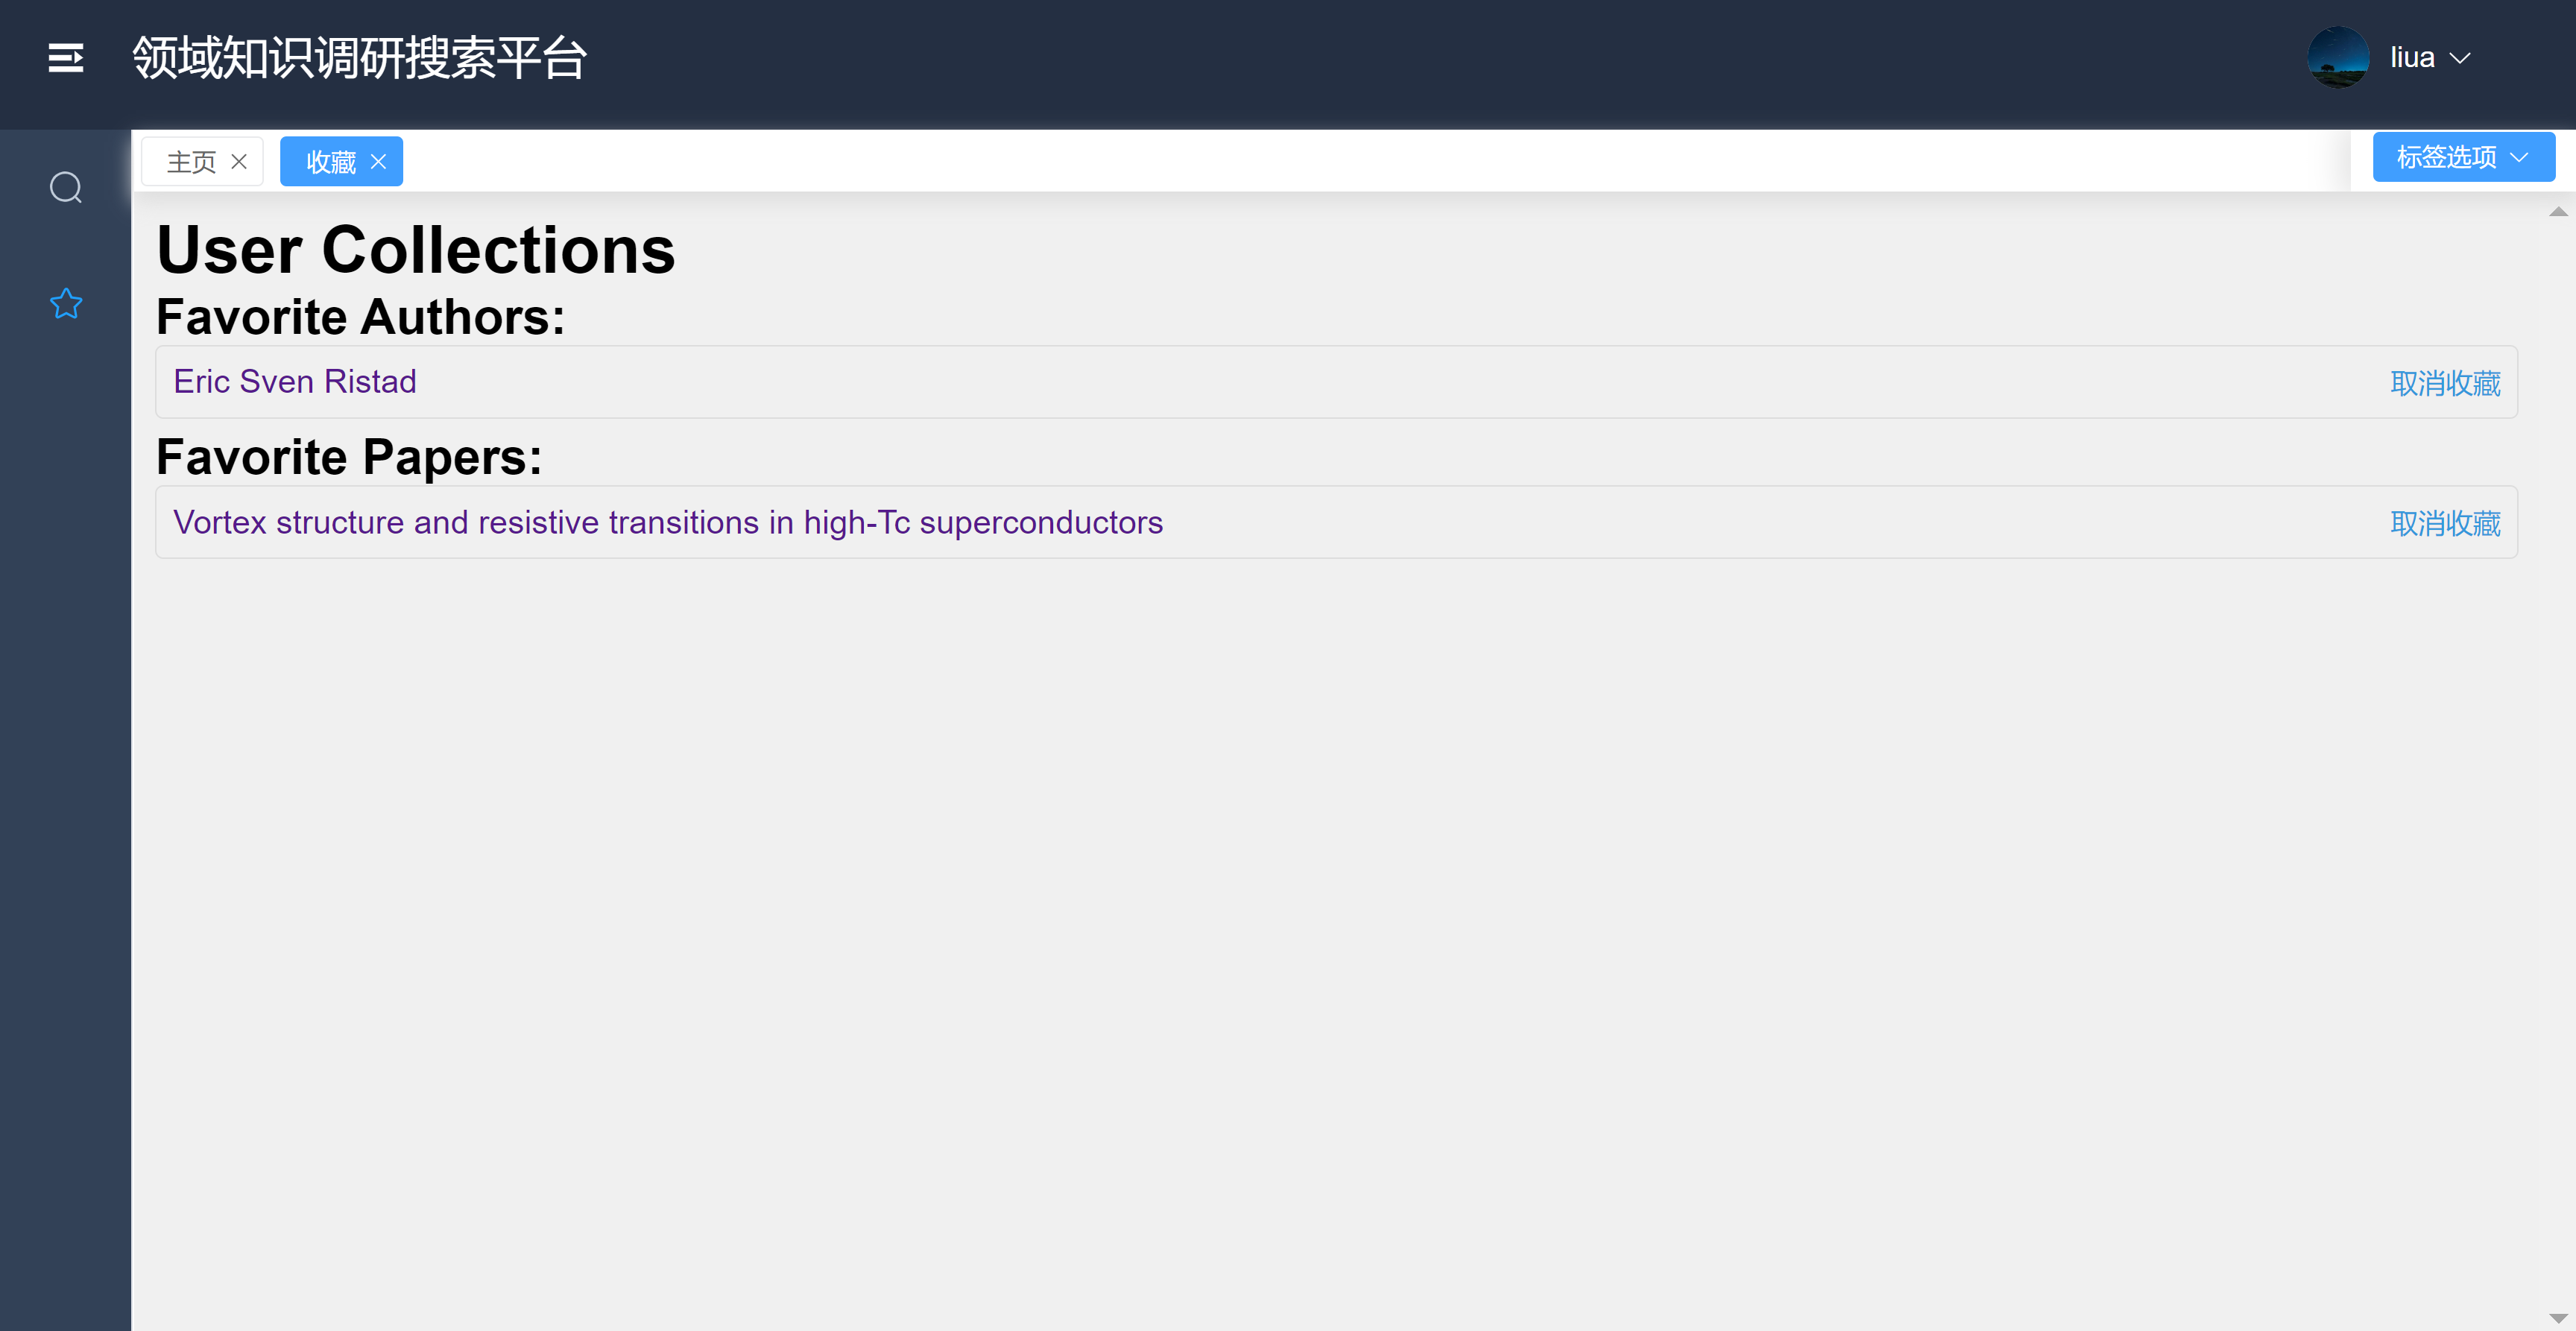 领域知识调研搜索平台
liua
主页
收藏
标签选项
User Collections
Favorite Authors:
Eric Sven Ristad
取消收藏
Favorite Papers:
Vortex structure and resistive transitions in high-Tc superconductors
取消收藏